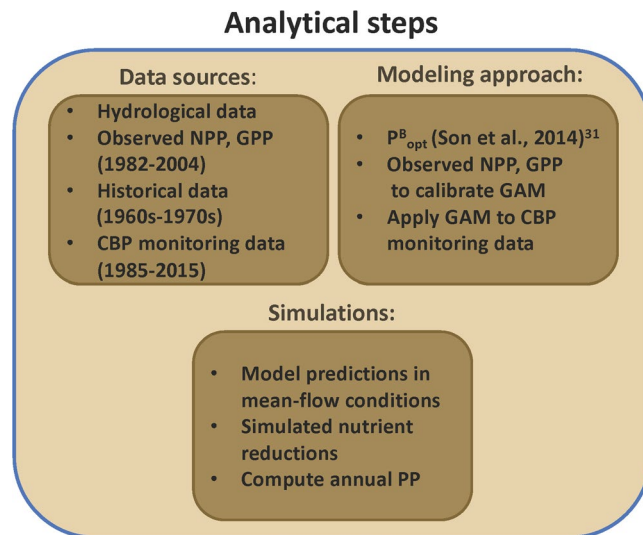 Analytical steps
Data sources:
• Hydrological data
• Observed NPP, GPP
(1982-2004)
• Historical data
(1960s-1970s)
• CBP monitoring data
(1985-2015)
Modeling approach:
• Pᴮopt (Son et al., 2014)³¹
• Observed NPP, GPP
to calibrate GAM
• Apply GAM to CBP
monitoring data
Simulations:
• Model predictions in
mean-flow conditions
• Simulated nutrient
reductions
• Compute annual PP